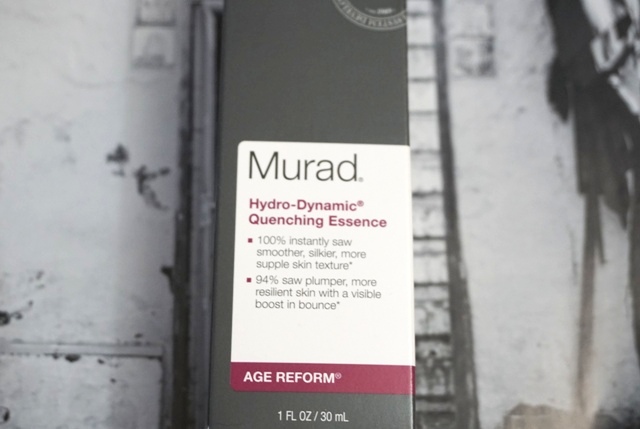 Murad®
Hydro-Dynamic®
Quenching Essence
100% instantly saw
smoother, silkier, more
supple skin texture*
94% saw plumper, more
resilient skin with a visible
boost in bounce*
AGE REFORM®
1 FL OZ / 30 mL